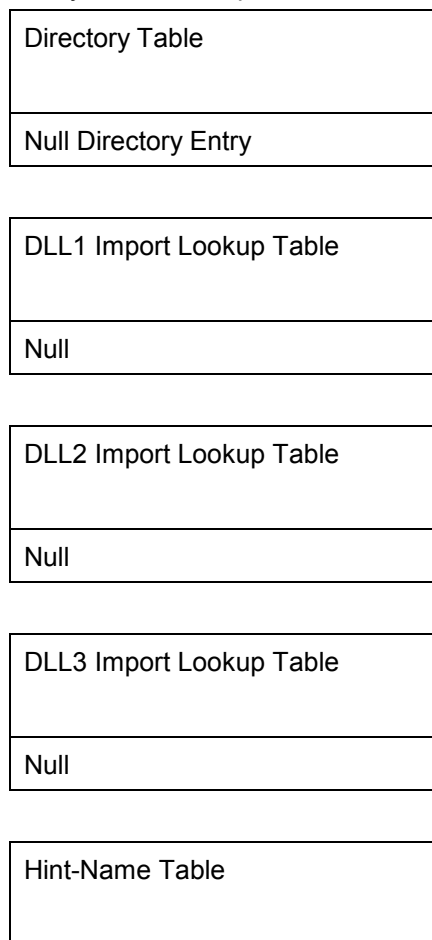 Directory Table
Null Directory Entry
DLL1 Import Lookup Table
Null
DLL2 Import Lookup Table
Null
DLL3 Import Lookup Table
Null
Hint-Name Table